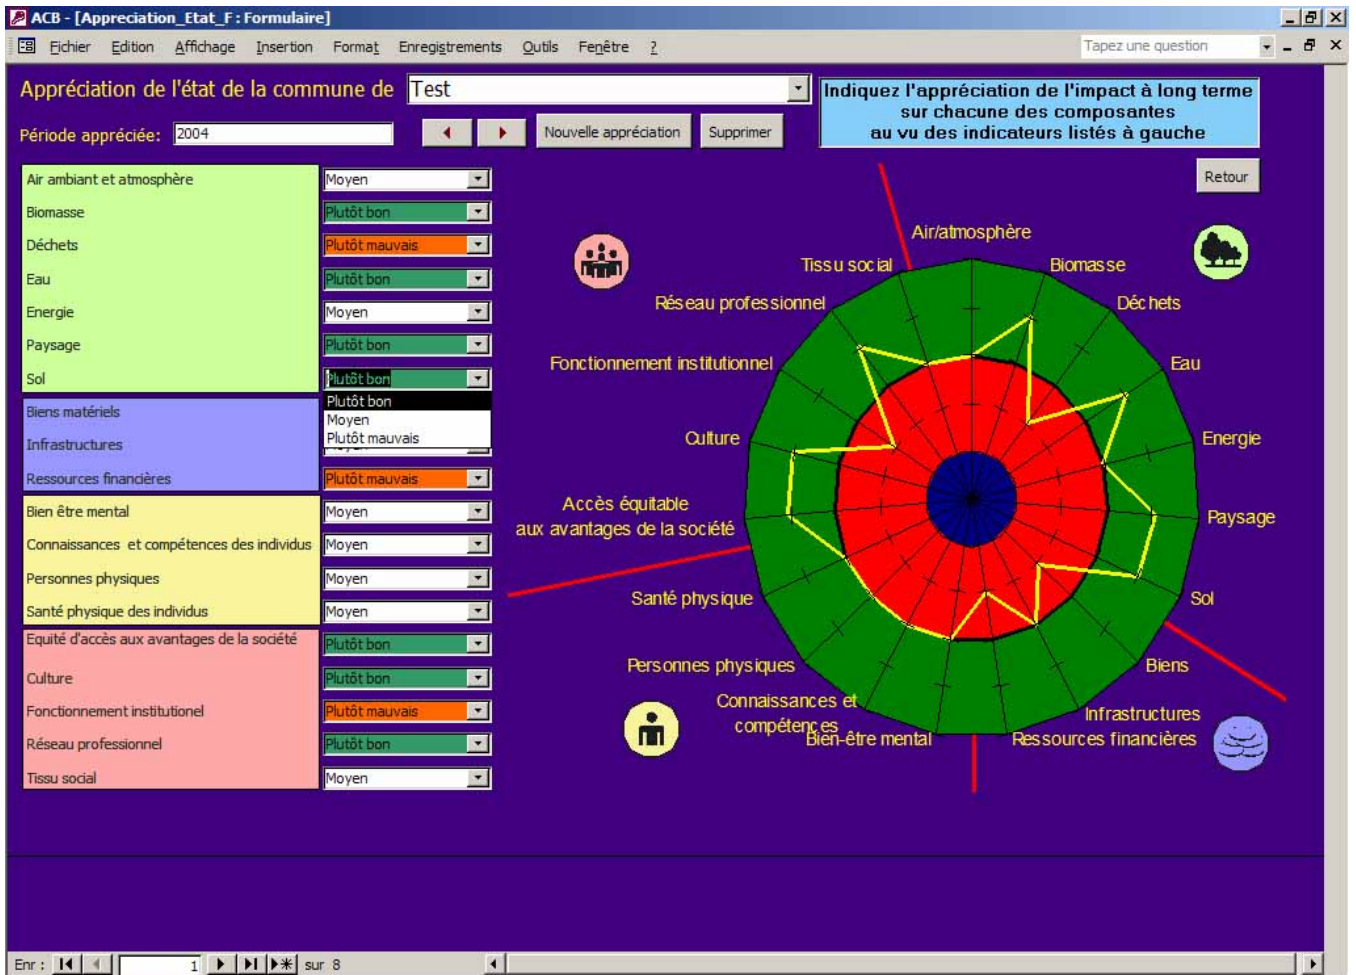 ACB - [Appreciation_Etat_F : Formulaire]
Fichier Edition Affichage Insertion Format Enregistrements Outils Fenêtre ? Tapez une question
Appréciation de l'état de la commune de Test
Indiquez l'appréciation de l'impact à long terme
sur chacune des composantes
au vu des indicateurs listés à gauche
Période appréciée: 2004 Nouvelle appréciation Supprimer
Retour
Air ambiant et atmosphère Moyen
Biomasse Plutôt bon
Déchets Plutôt mauvais
Eau Plutôt bon
Energie Moyen
Paysage Plutôt bon
Sol Plutôt bon
Plutôt bon
Moyen
Plutôt mauvais
Biens matériels
Infrastructures
Ressources financières Plutôt mauvais
Bien être mental Moyen
Connaissances et compétences des individus Moyen
Personnes physiques Moyen
Santé physique des individus Moyen
Equité d'accès aux avantages de la société Plutôt bon
Culture Plutôt bon
Fonctionnement institutionel Plutôt mauvais
Réseau professionnel Plutôt bon
Tissu social Moyen
Air/atmosphère
Biomasse
Déchets
Eau
Energie
Paysage
Sol
Biens
Infrastructures
Ressources financières
Bien-être mental
Connaissances et
compétences
Personnes physiques
Santé physique
Accès équitable
aux avantages de la société
Culture
Fonctionnement institutionnel
Réseau professionnel
Tissu social
Enr : 1 sur 8